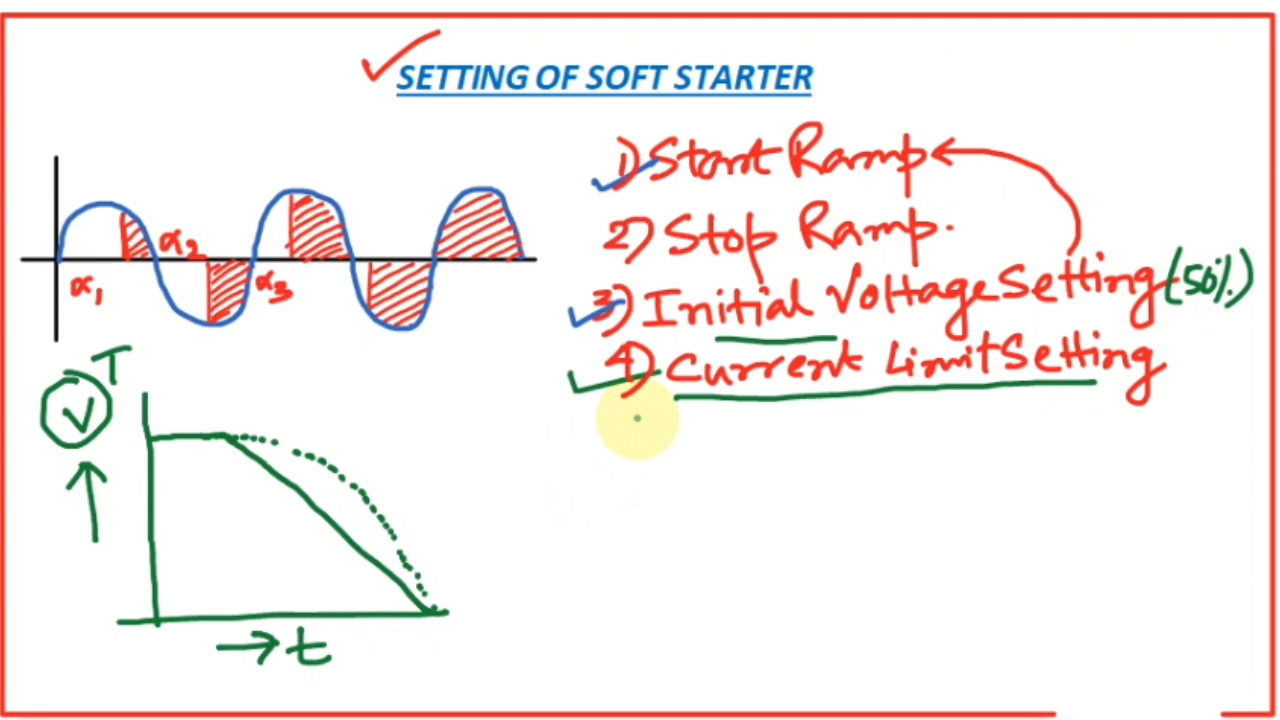 SETTING OF SOFT STARTER
1) Start Ramp
2) Stop Ramp.
3) Initial Voltage Setting (50%)
4) Current Limit Setting
α1
α2
α3
V
T
t